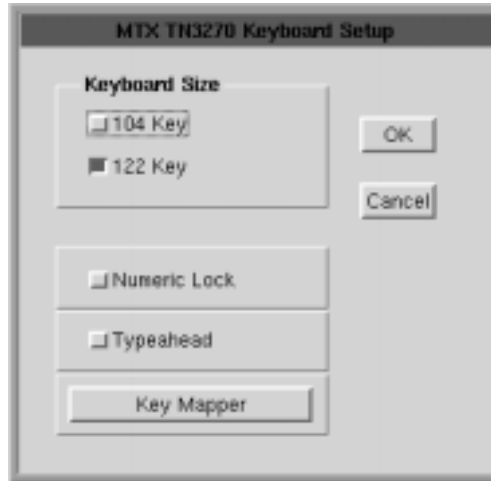 MTX TN3270 Keyboard Setup
Keyboard Size
104 Key
OK
122 Key
Cancel
Numeric Lock
Typeahead
Key Mapper